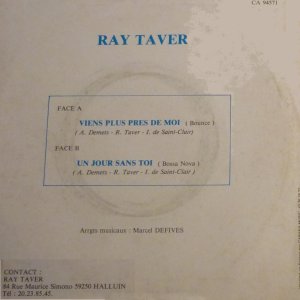 CA 94571
RAY TAVER
FACE A
VIENS PLUS PRES DE MOI ( Bounce )
( A. Demets - R. Taver - I. de Saint-Clair)
FACE B
UN JOUR SANS TOI ( Bossa Nova )
( A. Demets - R. Taver - I. de Saint-Clair )
Arrgts musicaux : Marcel DEFIVES
CONTACT :
RAY TAVER
84 Rue Maurice Simono 59250 HALLUIN
Tél : 20.23.85.45.